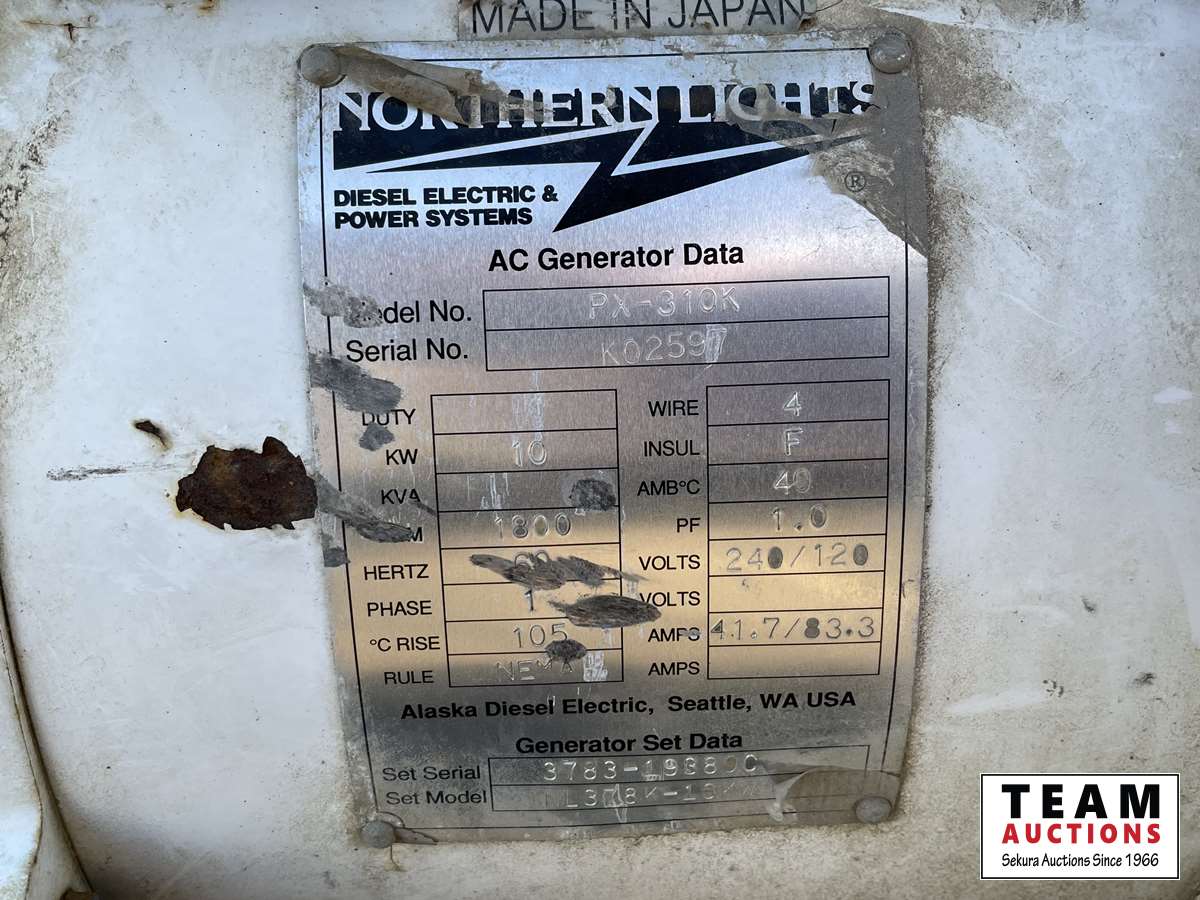 MADE IN JAPAN
NORTHERN LIGHTS
®
DIESEL ELECTRIC &
POWER SYSTEMS
AC Generator Data
Model No. PX-310K
Serial No. K02597
DUTY
KW 10
KVA
1800
HERTZ 60
PHASE 1
°C RISE 105
RULE NEMA
WIRE 4
INSUL F
AMB°C 40
PF 1.0
VOLTS 240/120
VOLTS
AMPS 41.7/83.3
AMPS
Alaska Diesel Electric, Seattle, WA USA
Generator Set Data
Set Serial
Set Model
TEAM
AUCTIONS
Sekura Auctions Since 1966